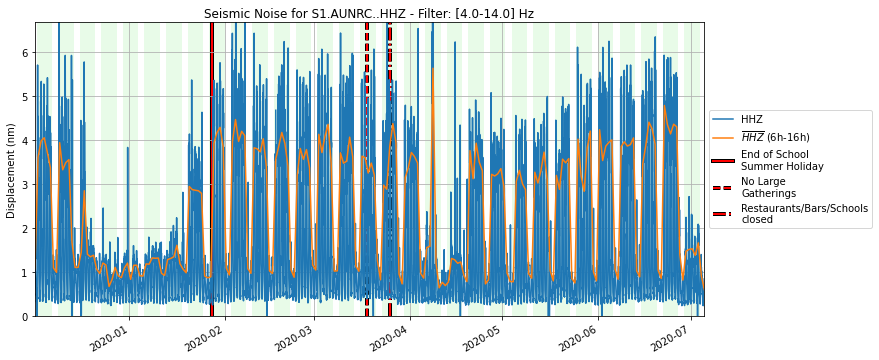 Seismic Noise for S1.AUNRC..HHZ - Filter: [4.0-14.0] Hz
Displacement (nm)
6
5
4
3
2
1
0
2020-01
2020-02
2020-03
2020-04
2020-05
2020-06
2020-07
HHZ
HHZ (6h-16h)
End of School
Summer Holiday
No Large
Gatherings
Restaurants/Bars/Schools
closed